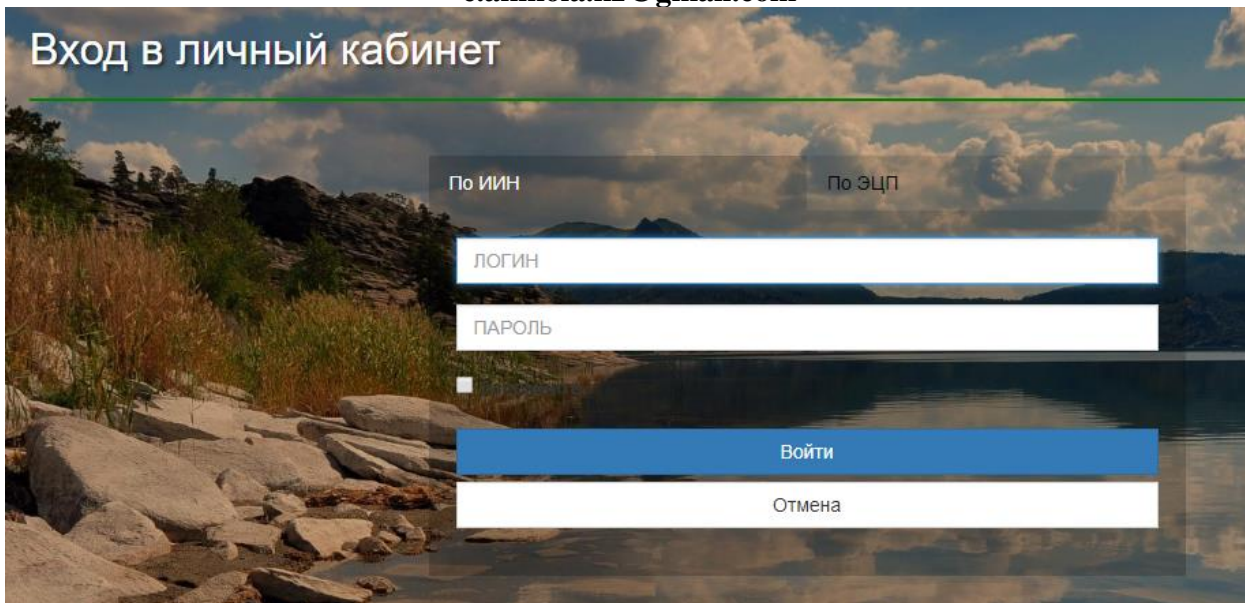 Вход в личный кабинет
По ИИН
По ЭЦП
ЛОГИН
ПАРОЛЬ
Войти
Отмена